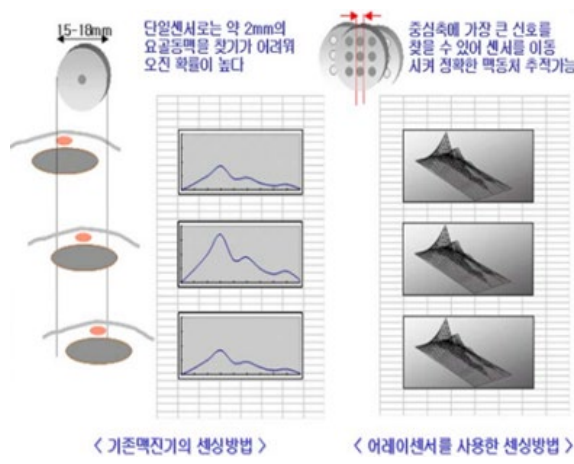 15-18mm
단일센서로는 약 2mm의
요골동맥을 찾기가 어려워
오진 확률이 높다
중심축에 가장 큰 신호를
찾을 수 있어 센서를 이동
시켜 정확한 맥동처 추적가능
< 기존맥진기의 센싱방법 >
< 어레이센서를 사용한 센싱방법 >